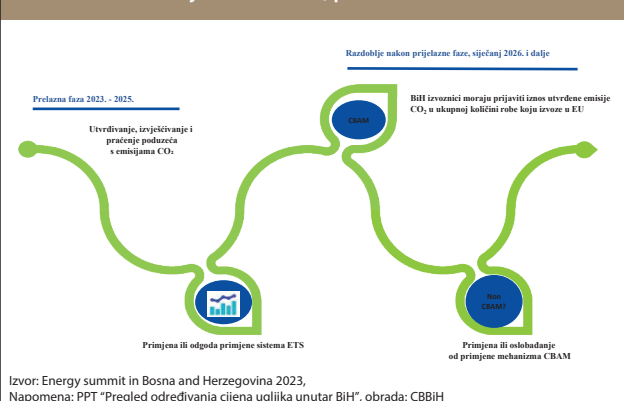 Razdoblje nakon prijelazne faze, siječanj 2026. i dalje
Prelazna faza 2023. - 2025.
BiH izvoznici moraju prijaviti iznos utvrđene emisije
CO₂ u ukupnoj količini robe koju izvoze u EU
CBAM
Utvrđivanje, izvješćivanje i
praćenje poduzeća
s emisijama CO₂
Non
CBAM?
Primjena ili odgoda primjene sistema ETS
Primjena ili oslobađanje
od primjene mehanizma CBAM
Izvor: Energy summit in Bosna and Herzegovina 2023,
Napomena: PPT “Pregled određivanja cijena ugljika unutar BiH”, obrada: CBBiH